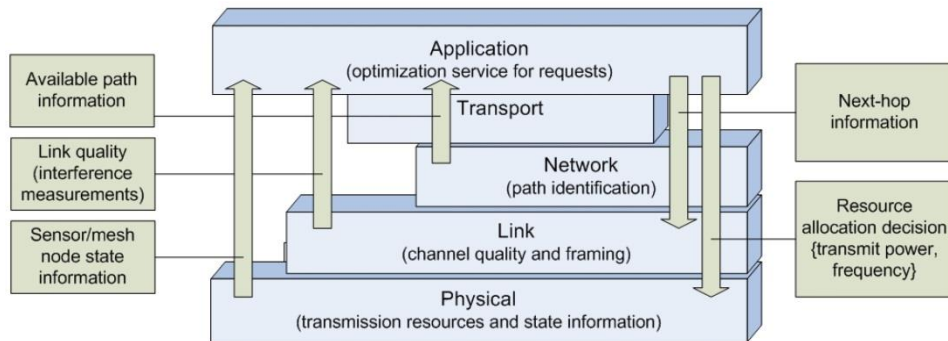 Application
(optimization service for requests)
Available path
information
Transport
Next-hop
information
Link quality
(interference
measurements)
Network
(path identification)
Sensor/mesh
node state
information
Link
(channel quality and framing)
Resource
allocation decision
{transmit power,
frequency}
Physical
(transmission resources and state information)